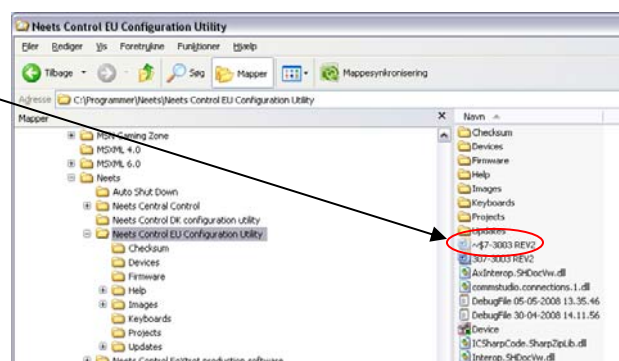 Neets Control EU Configuration Utility
Filer Rediger Vis Foretrukne Funktioner Hjælp
Tilbage Søg Mapper Mappesynkronisering
Adresse C:\Programmer\Neets\Neets Control EU Configuration Utility
Mapper
MSN Gaming Zone
MSXML 4.0
MSXML 6.0
Neets
Auto Shut Down
Neets Central Control
Neets Control DK configuration utility
Neets Control EU Configuration Utility
Checksum
Devices
Firmware
Help
Images
Keyboards
Projects
Updates
Neets Control EqXtrot production software
Navn
Checksum
Devices
Firmware
Help
Images
Keyboards
Projects
Updates
~$7-3003 REV2
307-3003 REV2
AxInterop.SHDocVw.dll
commstudio.connections.1.dll
DebugFile 05-05-2008 13.35.46
DebugFile 30-04-2008 14.11.56
Device
ICSharpCode.SharpZipLib.dll
Interop.SHDocVw.dll